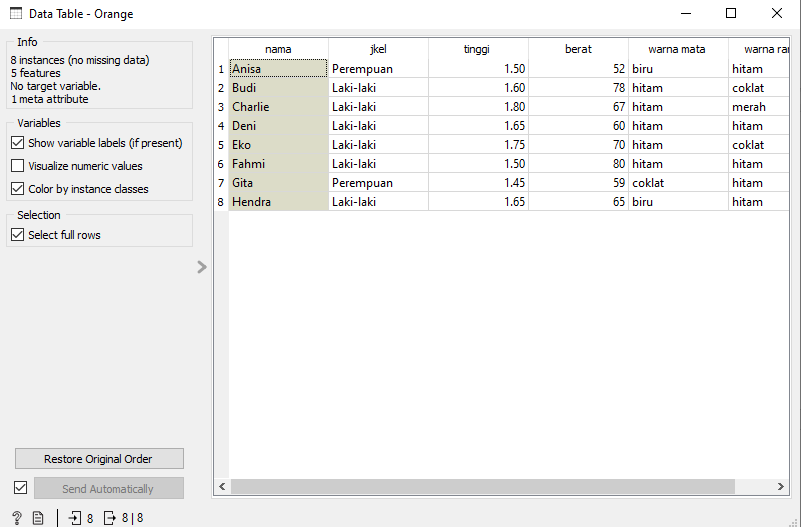 Data Table - Orange
Info
8 instances (no missing data)
5 features
No target variable.
1 meta attribute
Variables
Show variable labels (if present)
Visualize numeric values
Color by instance classes
Selection
Select full rows
Restore Original Order
Send Automatically
8 8 | 8
nama jkel tinggi berat warna mata warna ram
1 Anisa Perempuan 1.50 52 biru hitam
2 Budi Laki-laki 1.60 78 hitam coklat
3 Charlie Laki-laki 1.80 67 hitam merah
4 Deni Laki-laki 1.65 60 hitam hitam
5 Eko Laki-laki 1.75 70 hitam coklat
6 Fahmi Laki-laki 1.50 80 hitam hitam
7 Gita Perempuan 1.45 59 coklat hitam
8 Hendra Laki-laki 1.65 65 biru hitam